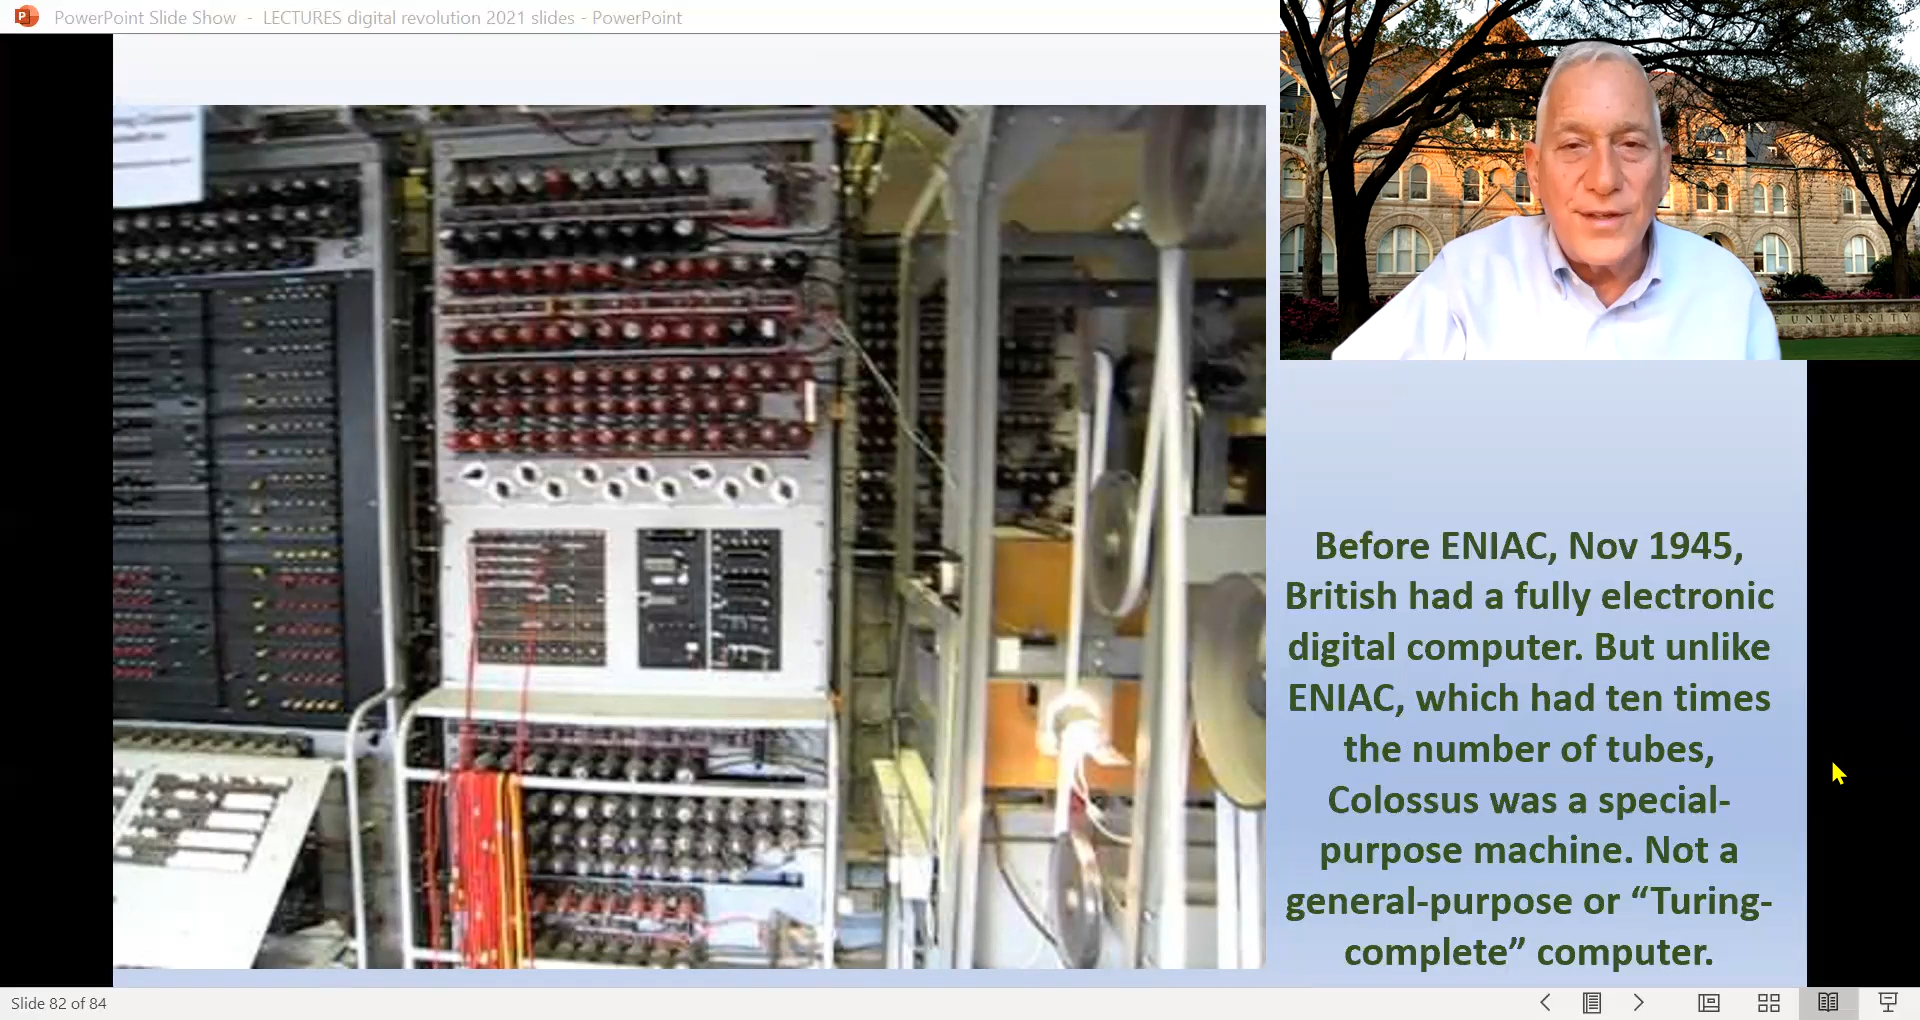 PowerPoint Slide Show - LECTURES digital revolution 2021 slides - PowerPoint
UNIVERSITY
Before ENIAC, Nov 1945,
British had a fully electronic
digital computer. But unlike
ENIAC, which had ten times
the number of tubes,
Colossus was a special-
purpose machine. Not a
general-purpose or “Turing-
complete” computer.
Slide 82 of 84